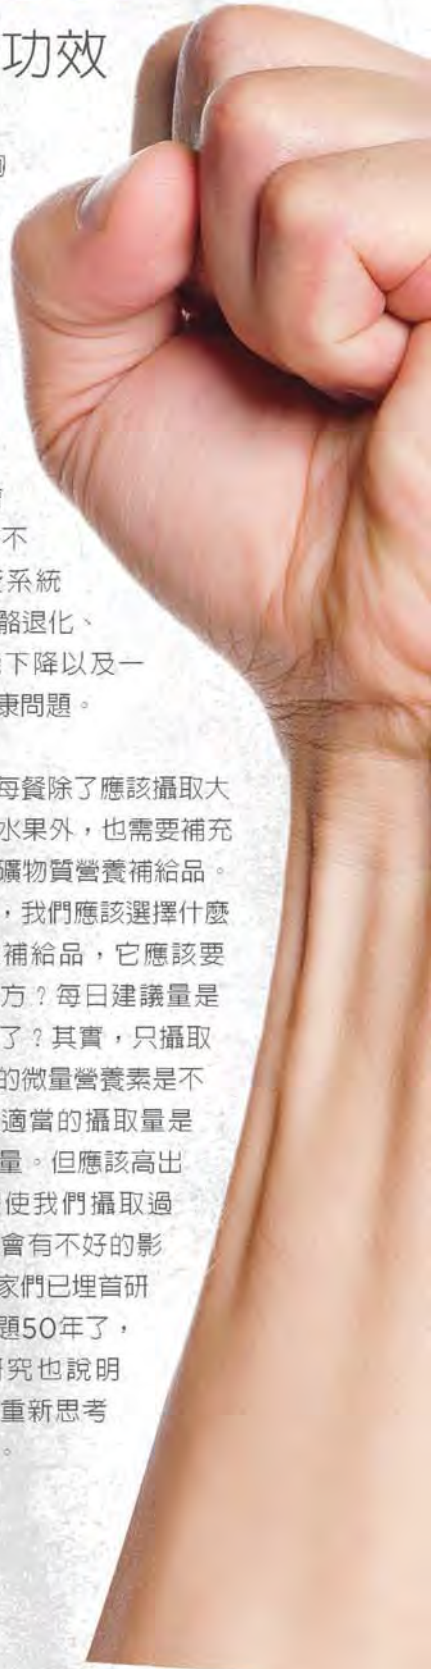 功效
不
系統
骼退化、
下降以及一
康問題。
每餐除了應該攝取大
水果外，也需要補充
礦物質營養補給品。
，我們應該選擇什麼
補給品，它應該要
方？每日建議量是
了？其實，只攝取
的微量營養素是不
適當的攝取量是
量。但應該高出
使我們攝取過
會有不好的影
家們已埋首研
題50年了，
究也說明
重新思考
。